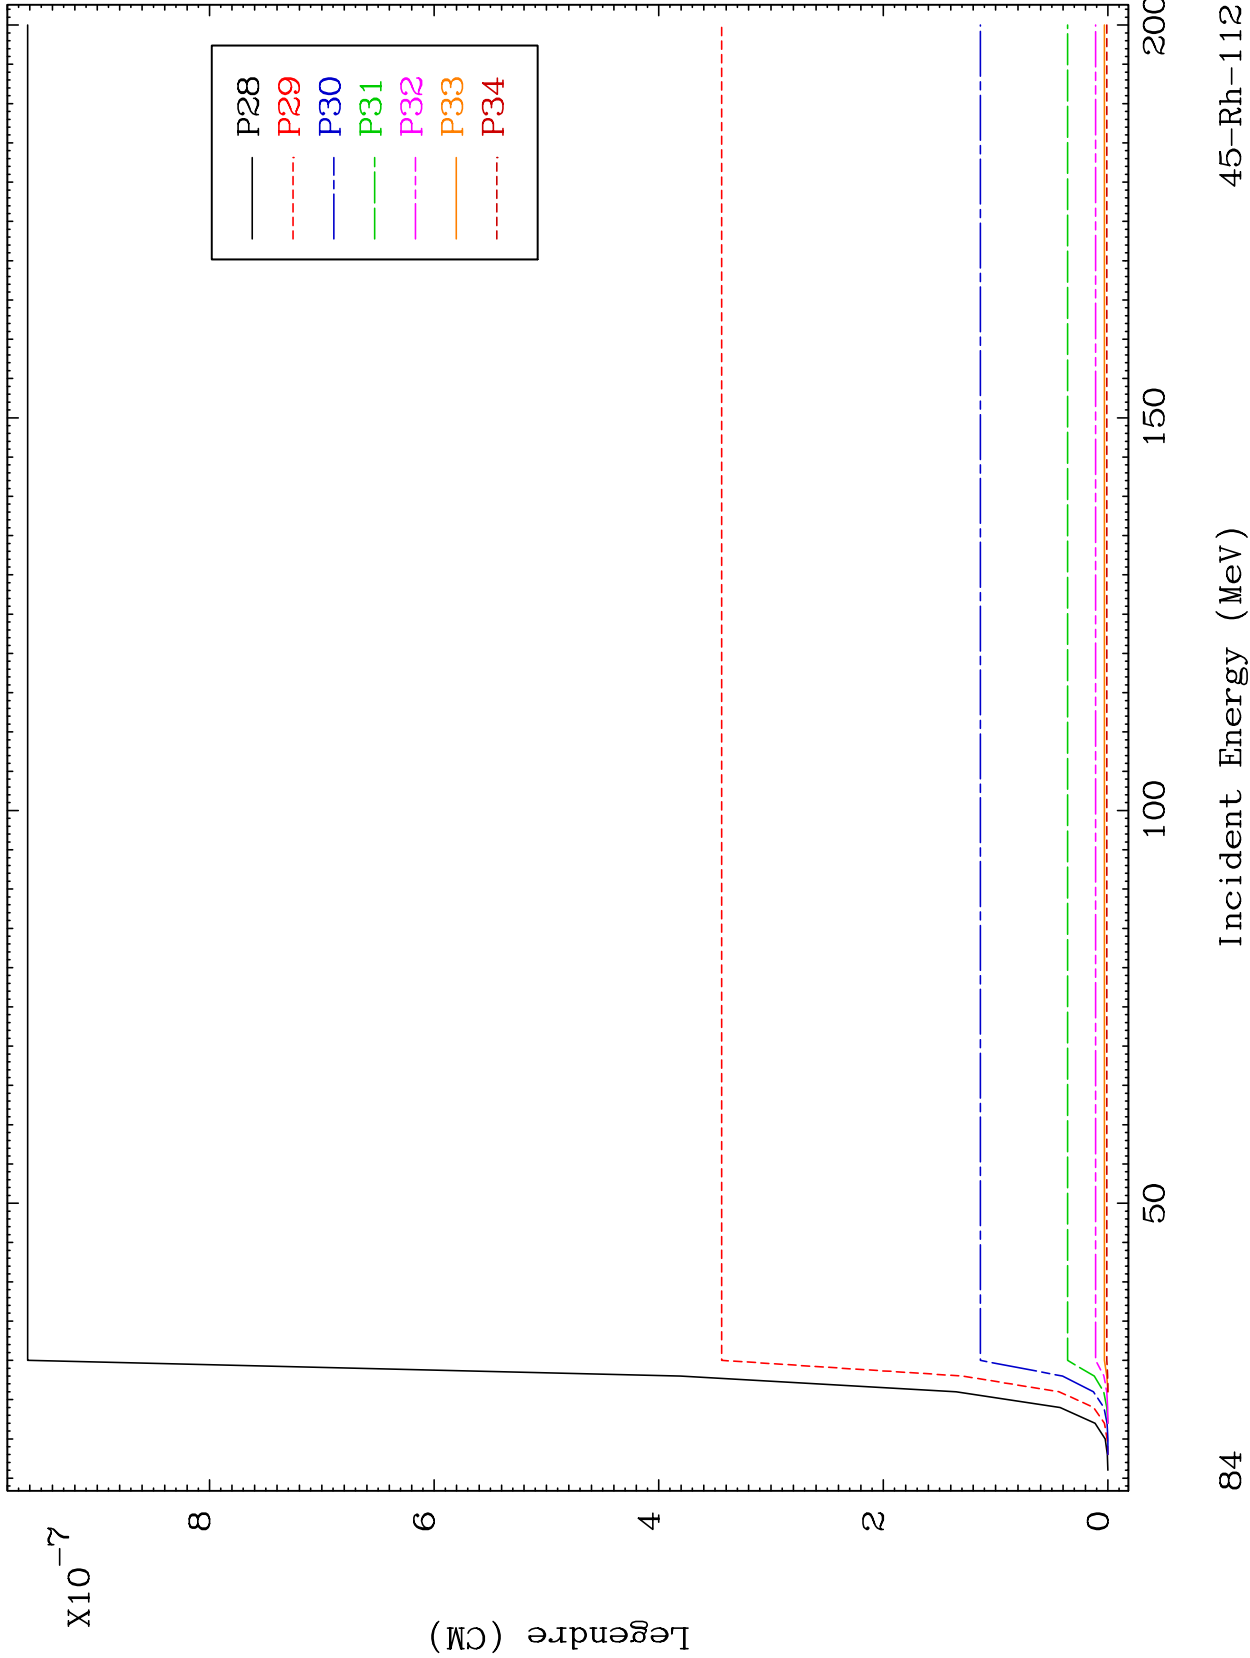 X10⁻⁷
8
6
4
2
0
Legendre (CM)
P28
P29
P30
P31
P32
P33
P34
50
100
150
200
84
Incident Energy (MeV)
45-Rh-112